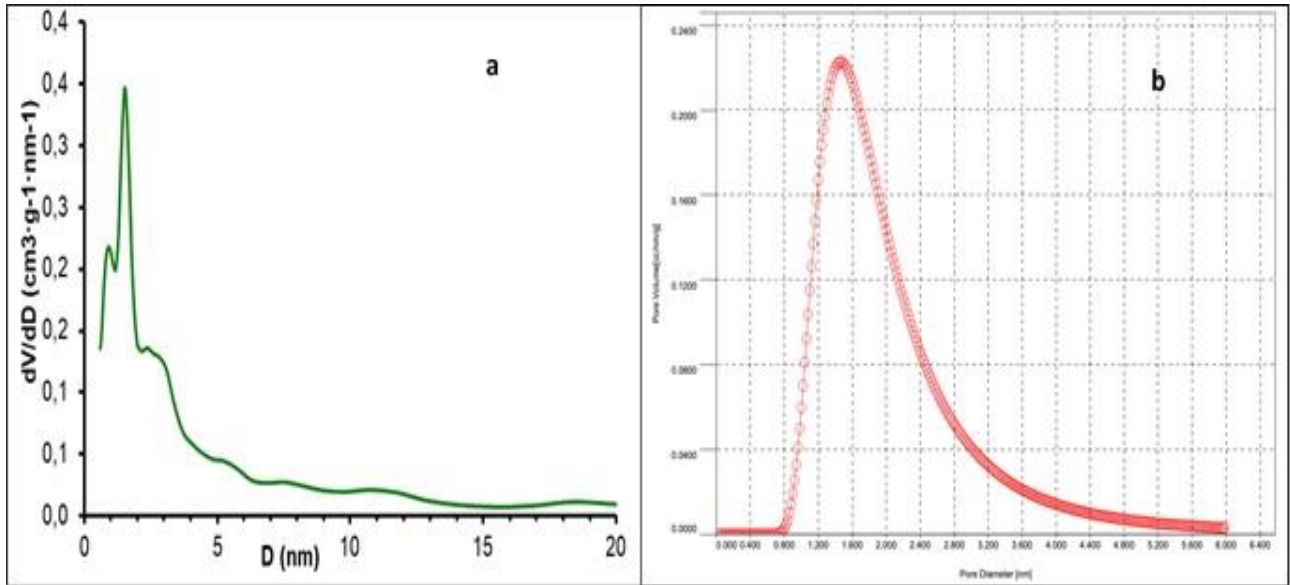 0,4
0,4
0,3
0,3
0,2
0,2
0,1
0,1
0,0
dV/dD (cm3·g-1·nm-1)
a
0 5 10 15 20
D (nm)
0.2400
0.2000
0.1600
0.1200
0.0800
0.0400
0.0000
Pore Volume[cc/nm/g]
b
0.000 0.400 0.800 1.200 1.600 2.000 2.400 2.800 3.200 3.600 4.000 4.400 4.800 5.200 5.600 6.000 6.400
Pore Diameter [nm]